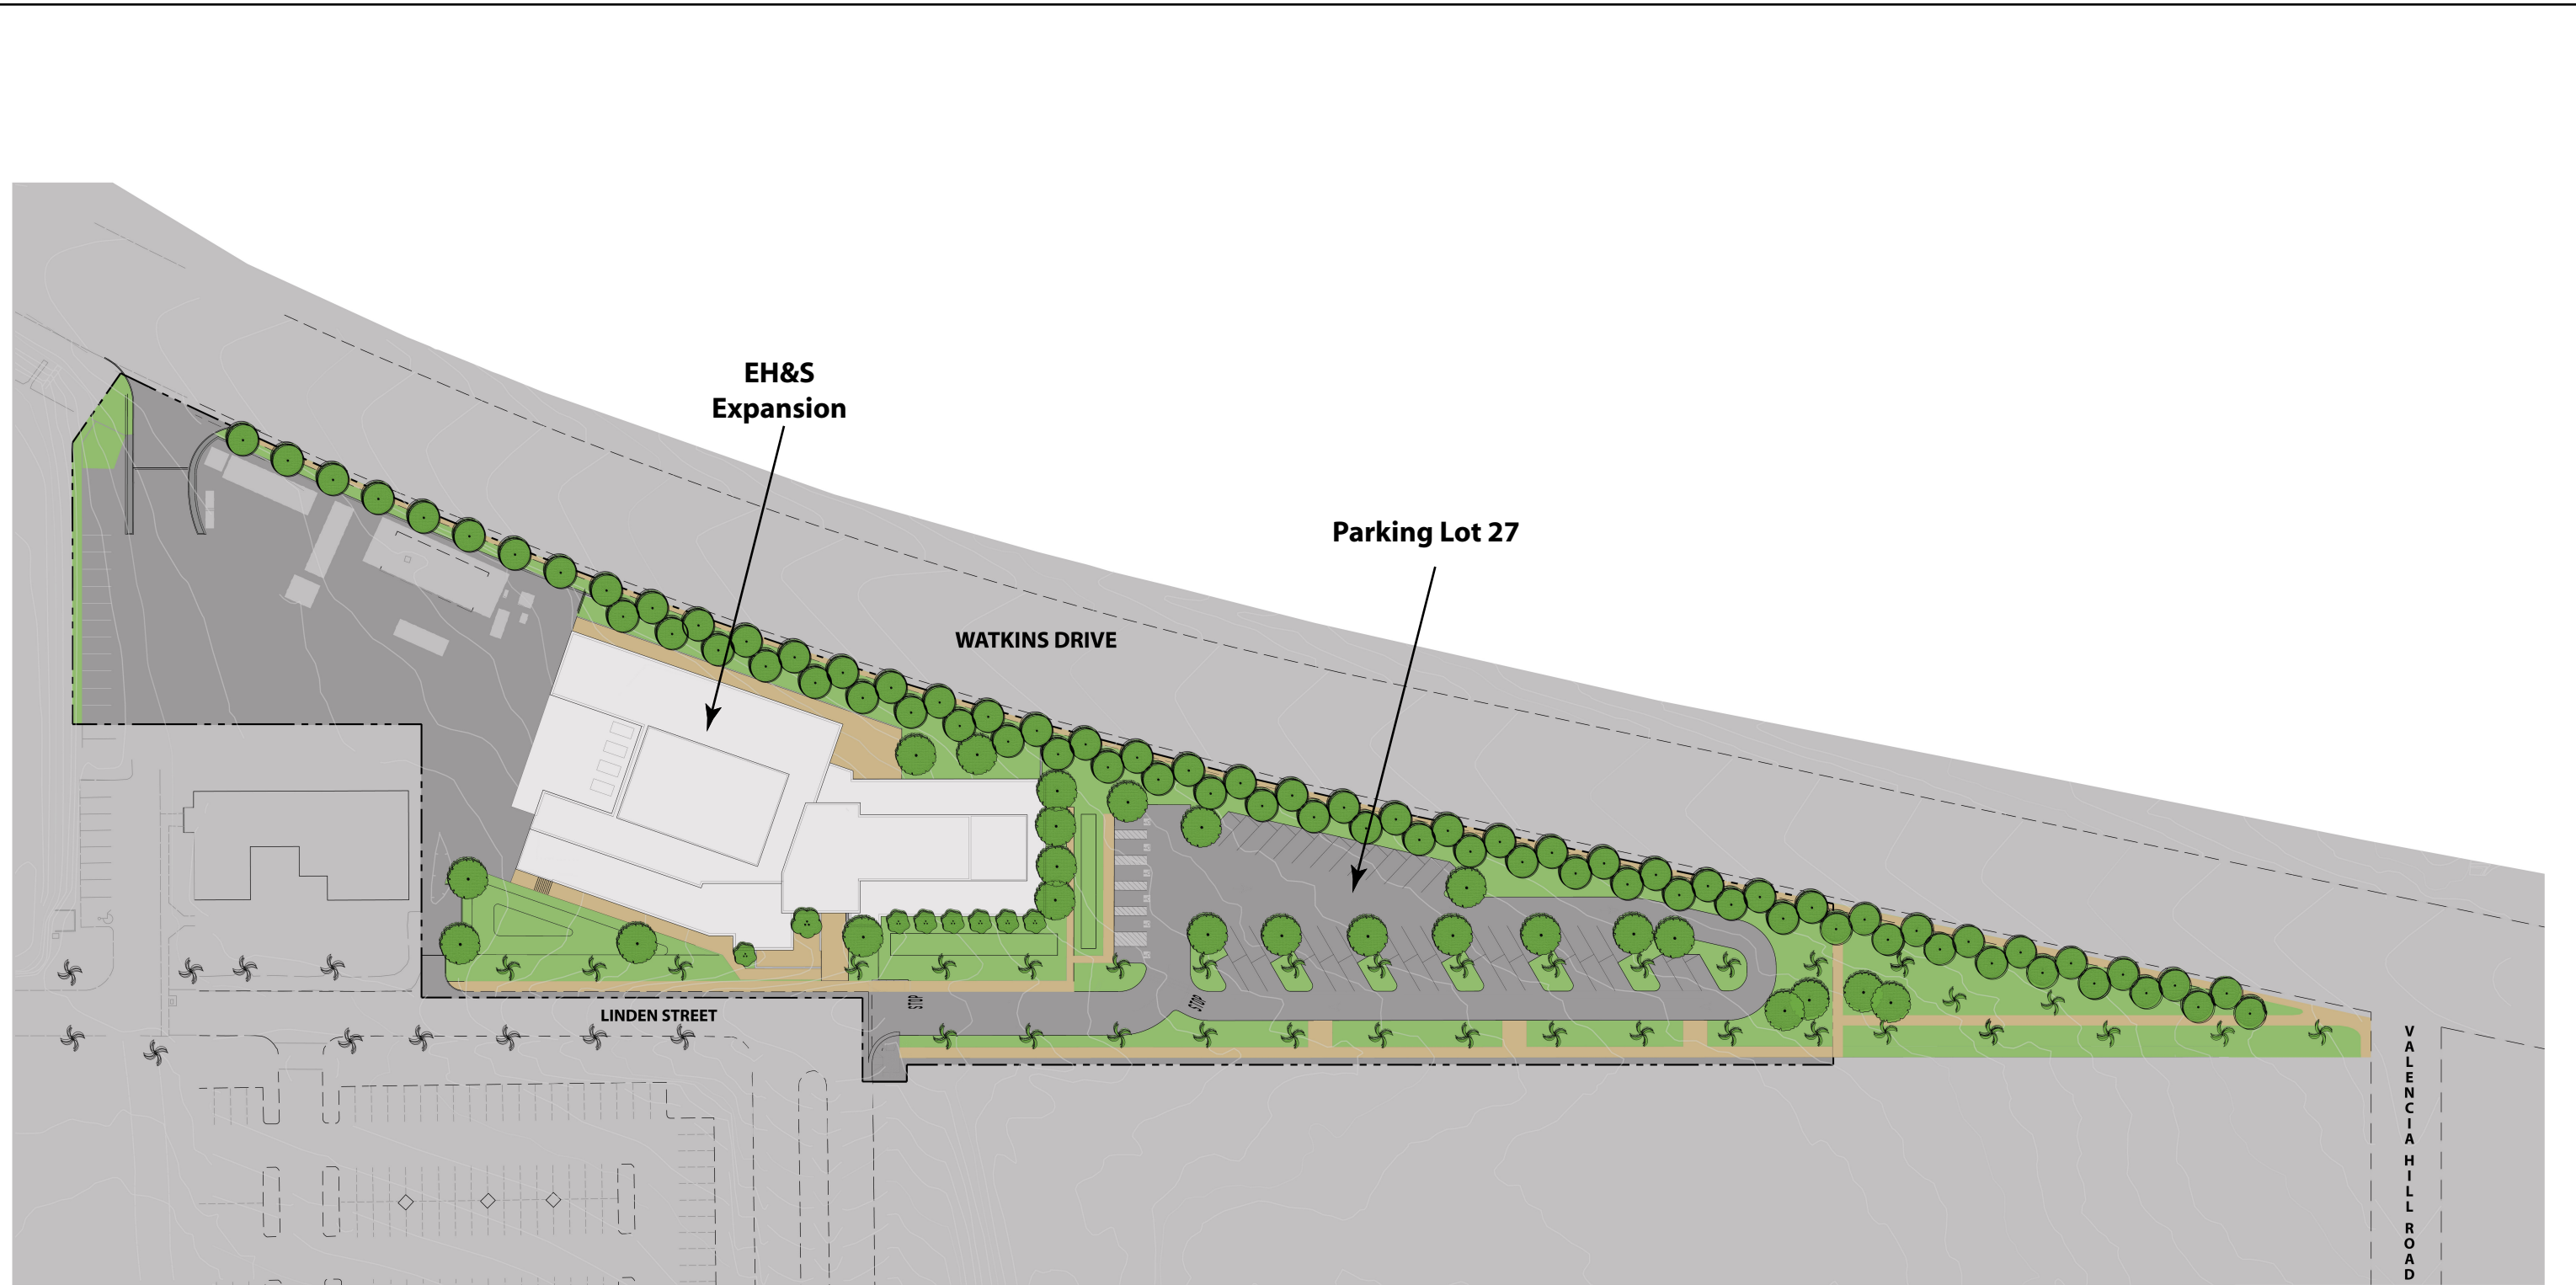 EH&S
Expansion
Parking Lot 27
WATKINS DRIVE
STOP
STOP
LINDEN STREET
VALENCIA HILL ROAD